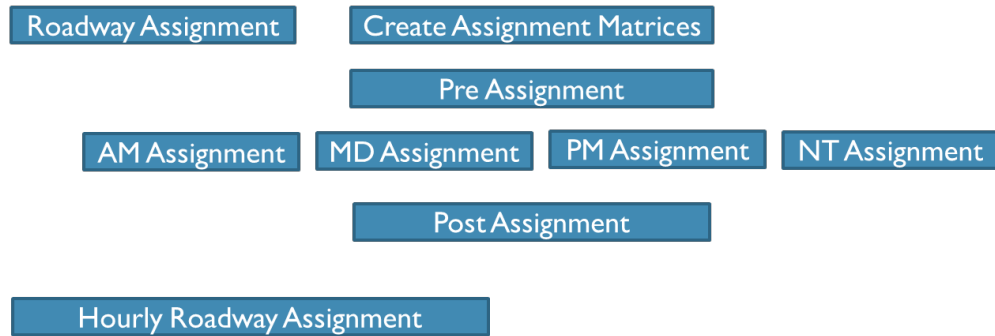 Roadway Assignment
Create Assignment Matrices
Pre Assignment
AM Assignment
MD Assignment
PM Assignment
NT Assignment
Post Assignment
Hourly Roadway Assignment